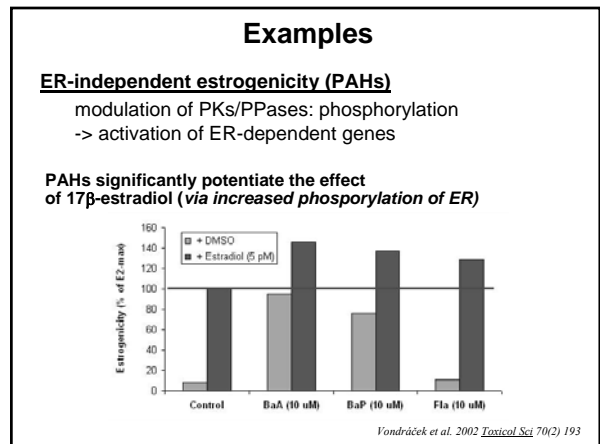 Examples
ER-independent estrogenicity (PAHs)
modulation of PKs/PPases: phosphorylation
-> activation of ER-dependent genes
PAHs significantly potentiate the effect
of 17β-estradiol (via increased phosporylation of ER)
Estrogenicity (% of E2-max)
160
140
120
100
80
60
40
20
0
+ DMSO
+ Estradiol (5 pM)
Control
BaA (10 uM)
BaP (10 uM)
Fla (10 uM)
Vondráček et al. 2002 Toxicol Sci 70(2) 193